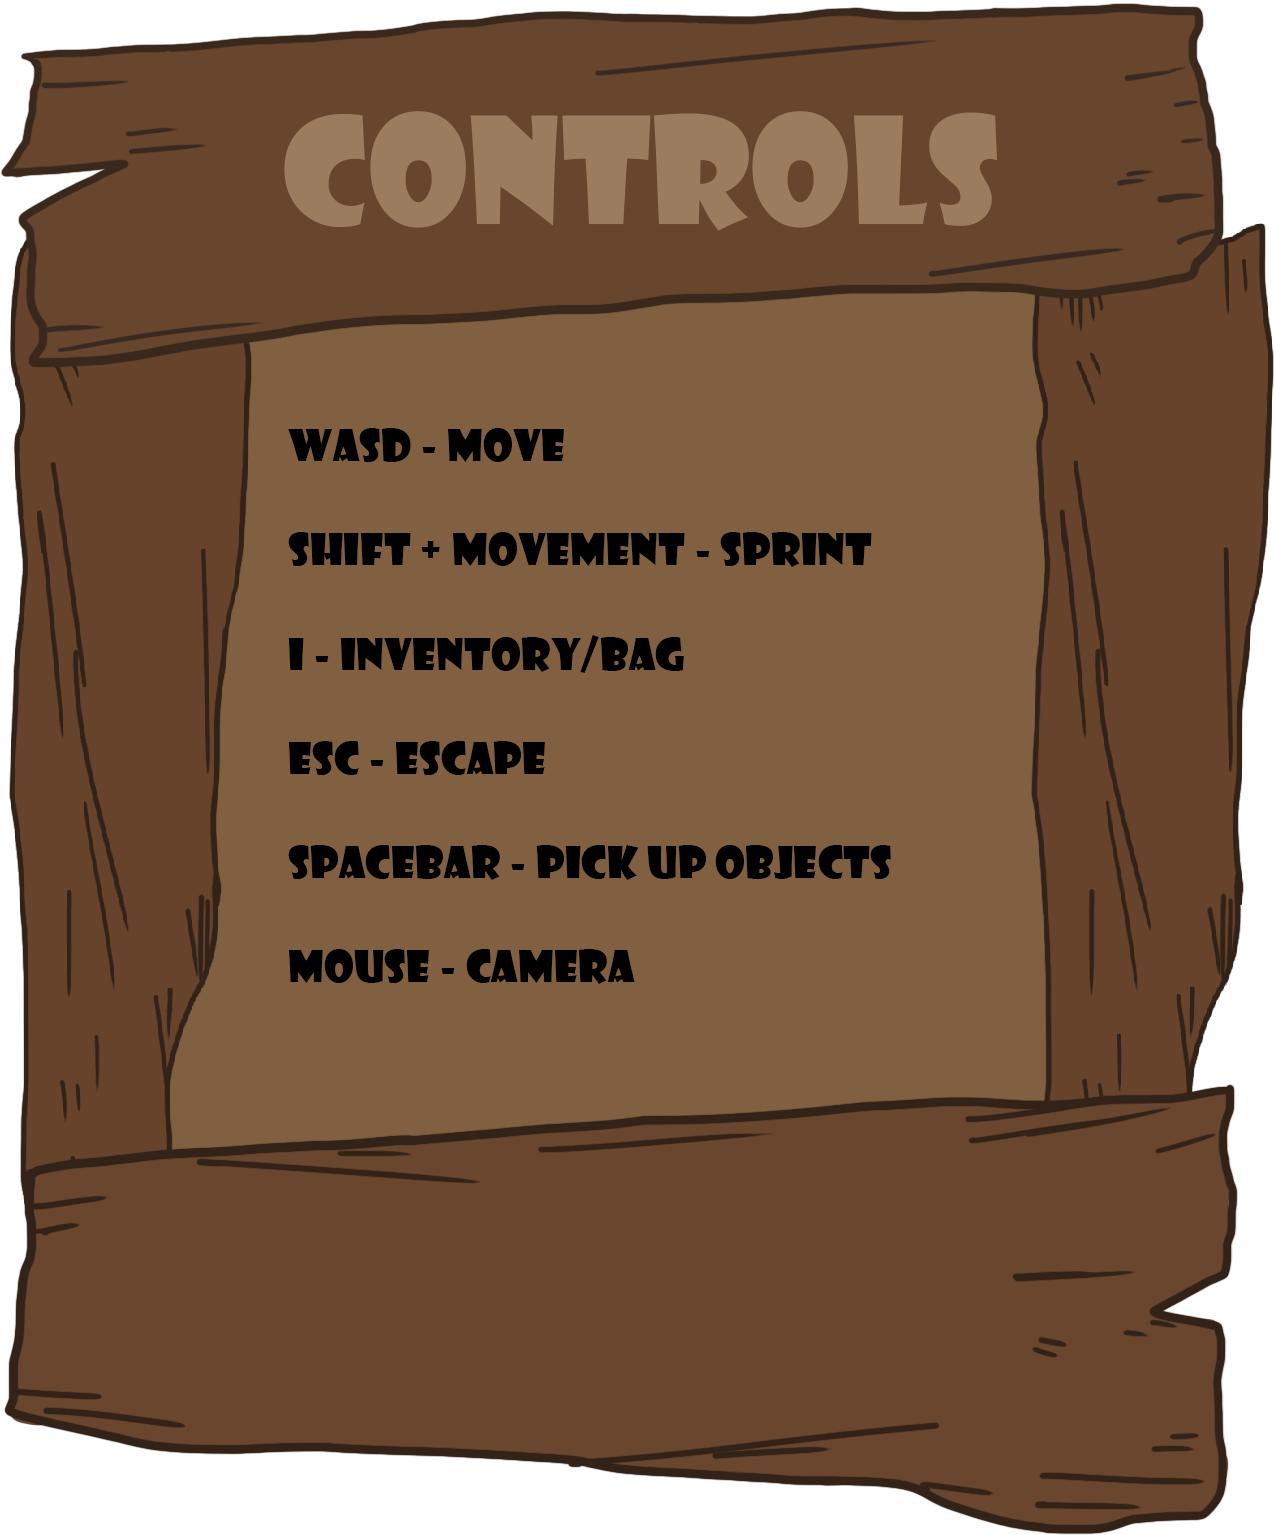 CONTROLS
WASD - MOVE
SHIFT + MOVEMENT - SPRINT
I - INVENTORY/BAG
ESC - ESCAPE
SPACEBAR - PICK UP OBJECTS
MOUSE - CAMERA